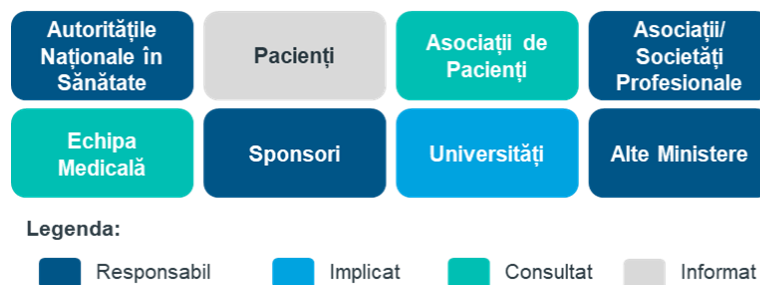 Autoritățile
Naționale în
Sănătate
Pacienți
Asociații de
Pacienți
Asociații/
Societăți
Profesionale
Echipa
Medicală
Sponsori
Universități
Alte Ministere
Legenda:
Responsabil
Implicat
Consultat
Informat